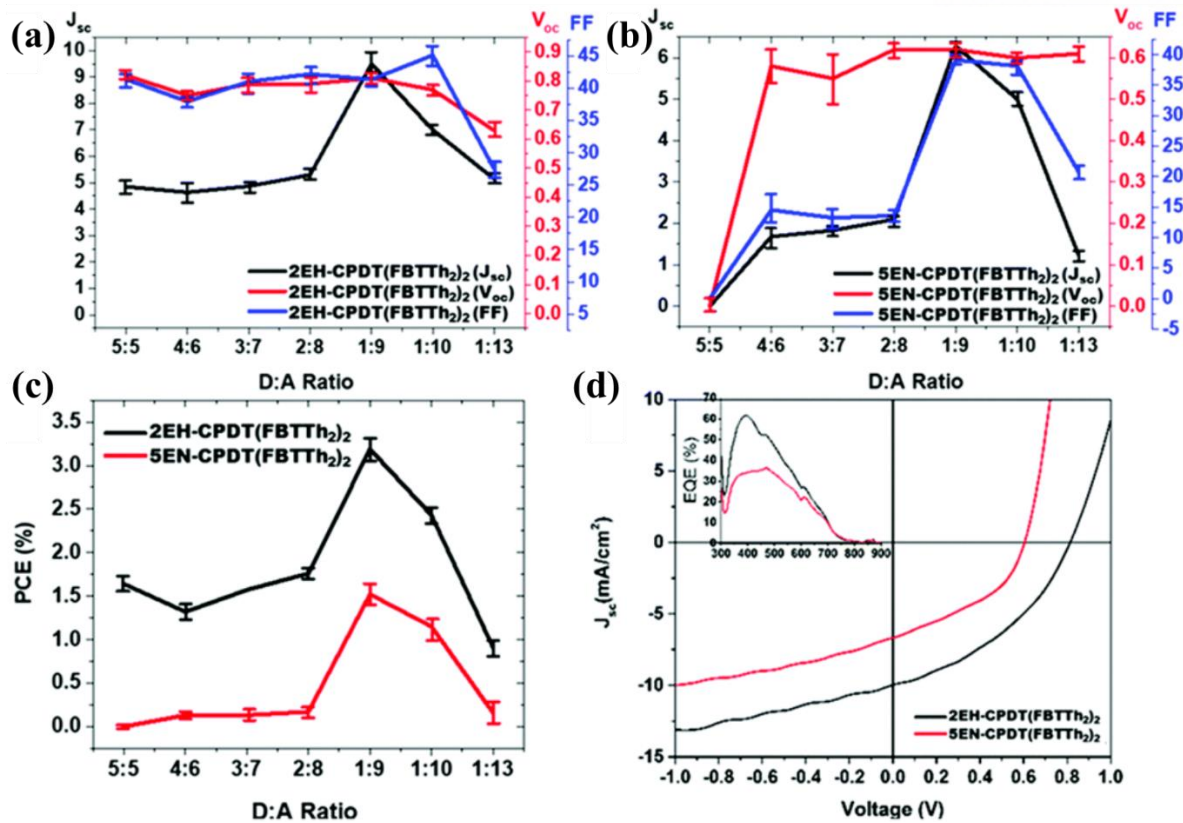 (a)
J_sc
V_oc
FF
10
9
8
7
6
5
4
3
2
1
0
0.9
0.8
0.7
0.6
0.5
0.4
0.3
0.2
0.1
0.0
45
40
35
30
25
20
15
10
5
2EH-CPDT(FBTTh₂)₂ (J_sc)
2EH-CPDT(FBTTh₂)₂ (V_oc)
2EH-CPDT(FBTTh₂)₂ (FF)
5:5 4:6 3:7 2:8 1:9 1:10 1:13
D:A Ratio
(b)
J_sc
V_oc
FF
6
5
4
3
2
1
0
0.6
0.5
0.3
0.2
0.1
0.0
40
35
30
25
20
15
10
5
0
-5
5EN-CPDT(FBTTh₂)₂ (J_sc)
5EN-CPDT(FBTTh₂)₂ (V_oc)
5EN-CPDT(FBTTh₂)₂ (FF)
5:5 4:6 3:7 2:8 1:9 1:10 1:13
D:A Ratio
(c)
PCE (%)
3.5
3.0
2.5
2.0
1.5
1.0
0.5
0.0
2EH-CPDT(FBTTh₂)₂
5EN-CPDT(FBTTh₂)₂
5:5 4:6 3:7 2:8 1:9 1:10 1:13
D:A Ratio
(d)
J_sc(mA/cm²)
10
5
0
-5
-10
-15
EQE (%)
70
60
50
40
30
20
10
0
300 400 500 600 700 800 900
2EH-CPDT(FBTTh₂)₂
5EN-CPDT(FBTTh₂)₂
-1.0 -0.8 -0.6 -0.4 -0.2 0.0 0.2 0.4 0.6 0.8 1.0
Voltage (V)